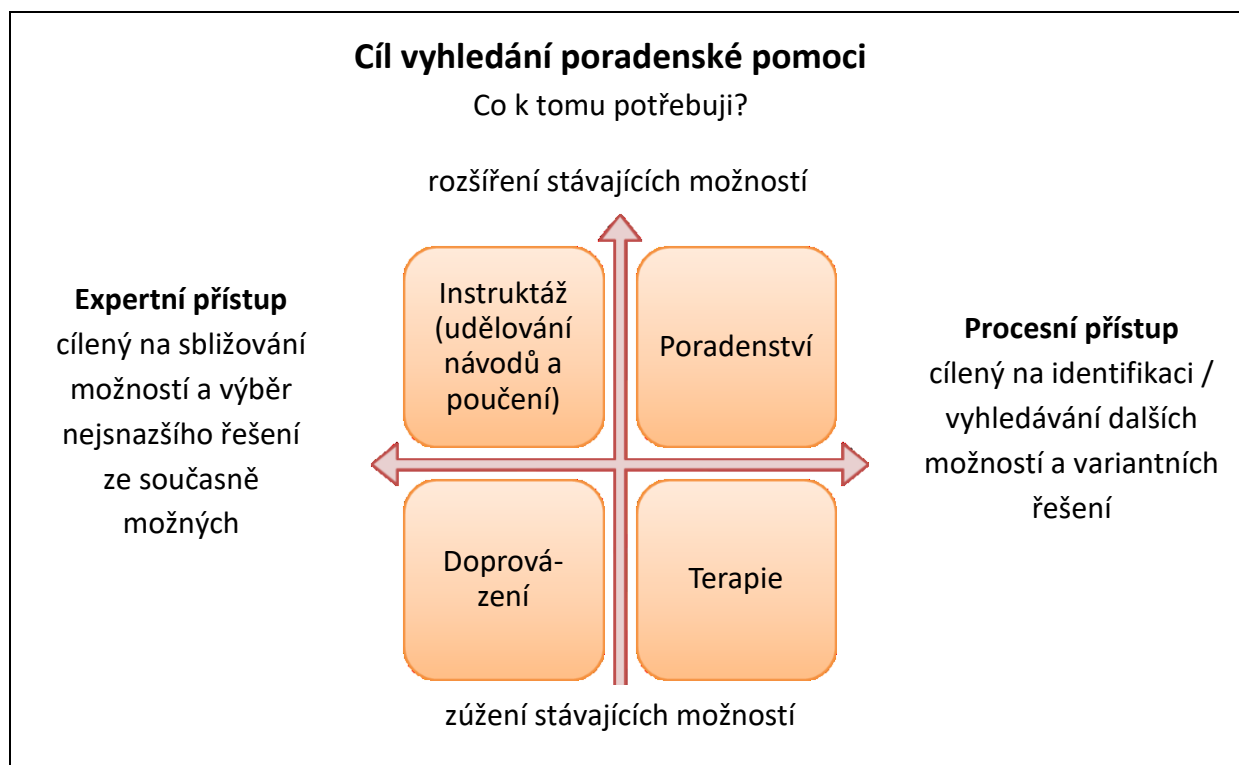 Cíl vyhledání poradenské pomoci
Co k tomu potřebuji?
rozšíření stávajících možností
Expertní přístup
cílený na sbližování
možností a výběr
nejsnazšího řešení
ze současně
možných
Instruktáž
(udělování
návodů a
poučení)
Poradenství
Procesní přístup
cílený na identifikaci /
vyhledávání dalších
možností a variantních
řešení
Doprová-
zení
Terapie
zúžení stávajících možností